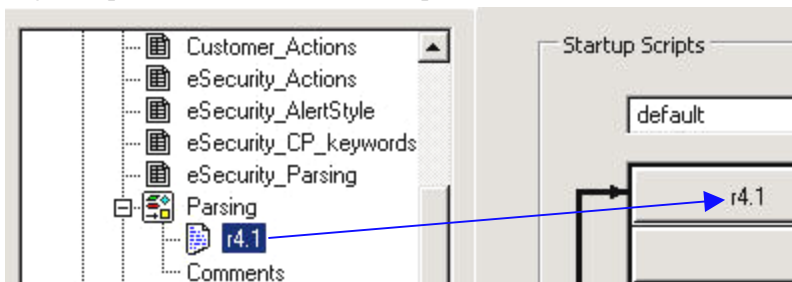 Customer_Actions
eSecurity_Actions
eSecurity_AlertStyle
eSecurity_CP_keywords
eSecurity_Parsing
Parsing
r4.1
Comments
Startup Scripts
default
r4.1